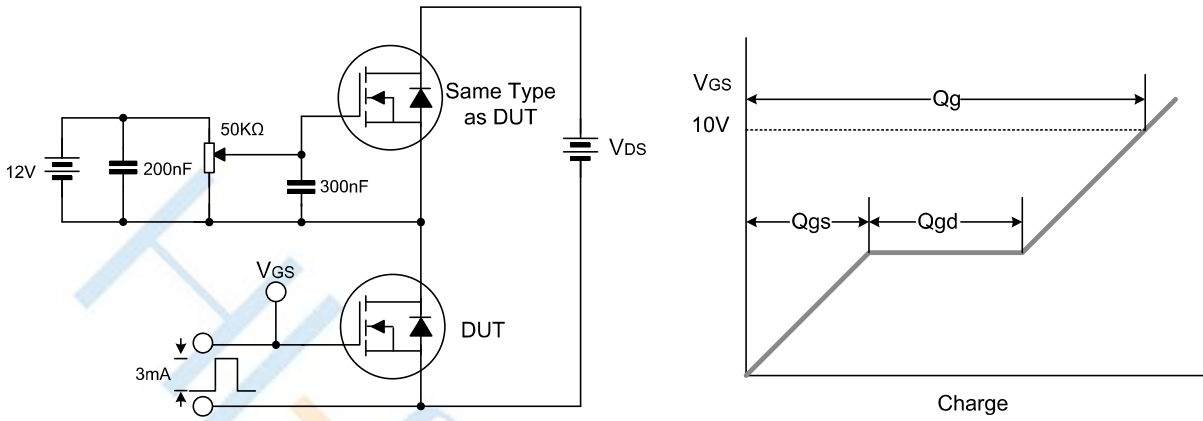 Same Type
as DUT
50KΩ
12V
200nF
300nF
VDS
VGS
DUT
3mA
VGS
10V
Qg
Qgs
Qgd
Charge